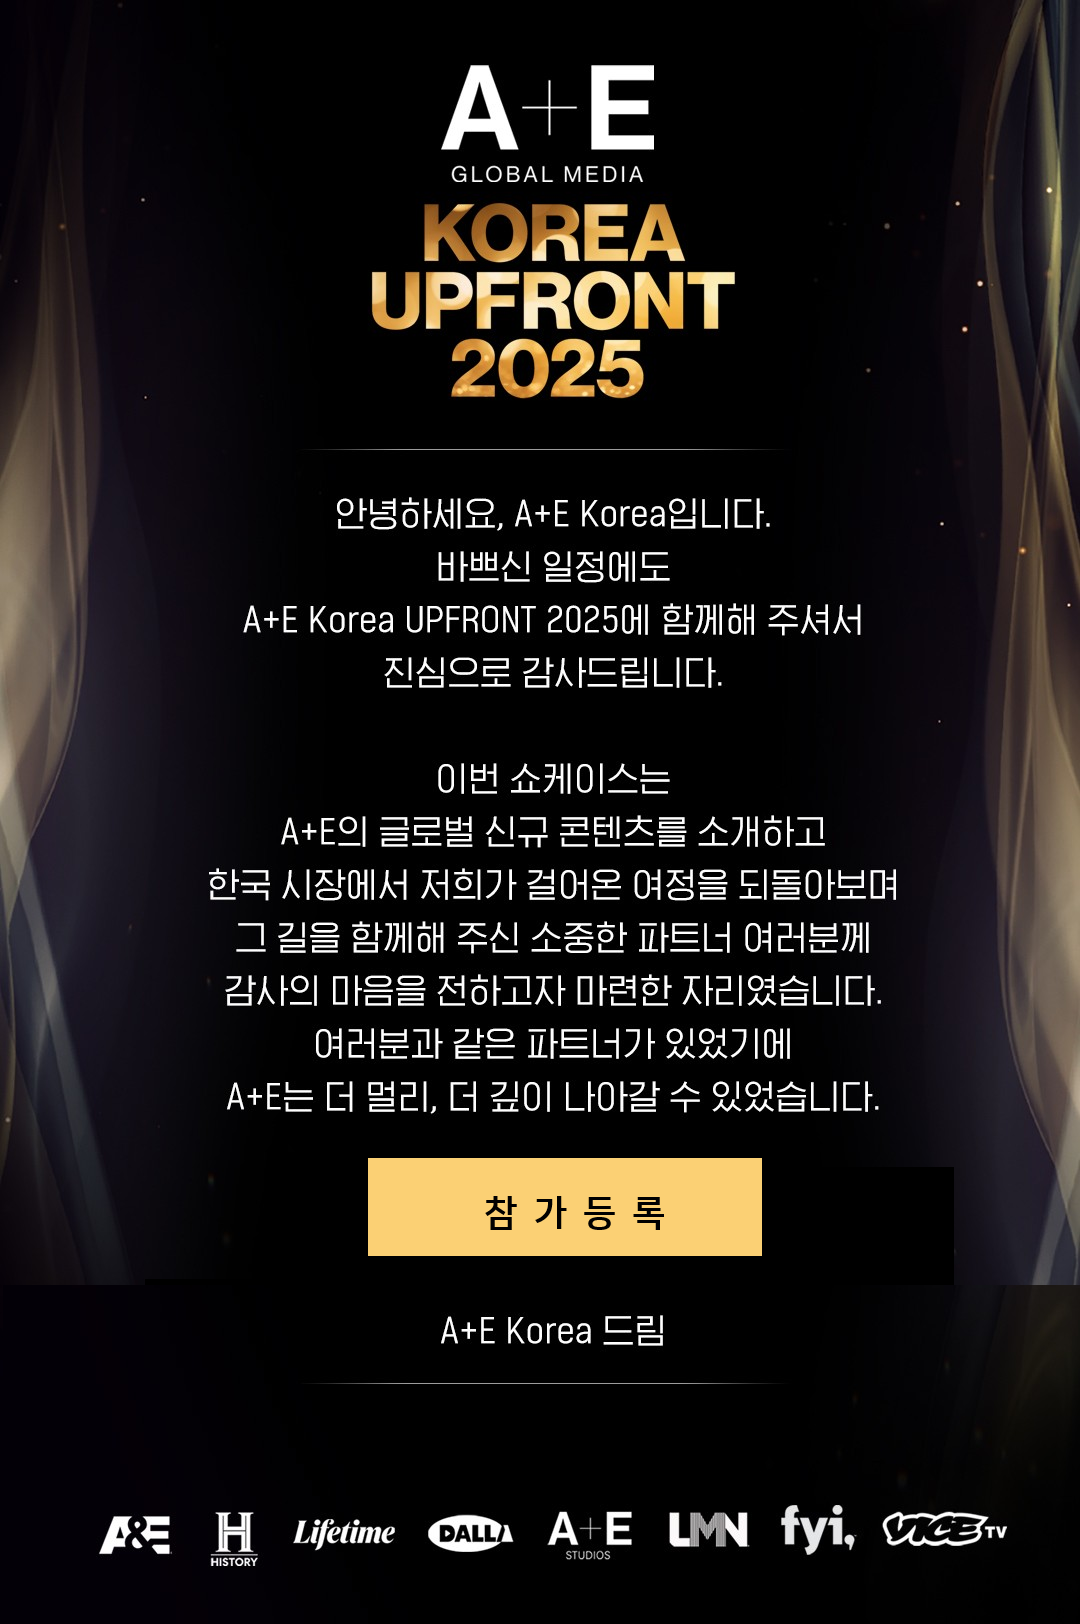 A+E
GLOBAL MEDIA
KOREA
UPFRONT
2025
안녕하세요, A+E Korea입니다.
바쁘신 일정에도
A+E Korea UPFRONT 2025에 함께해 주셔서
진심으로 감사드립니다.
이번 쇼케이스는
A+E의 글로벌 신규 콘텐츠를 소개하고
한국 시장에서 저희가 걸어온 여정을 되돌아보며
그 길을 함께해 주신 소중한 파트너 여러분께
감사의 마음을 전하고자 마련한 자리였습니다.
여러분과 같은 파트너가 있었기에
A+E는 더 멀리, 더 깊이 나아갈 수 있었습니다.
참가등록
A+E Korea 드림
A&E H HISTORY Lifetime DALLA A+E STUDIOS LMN fyi, VICE TV